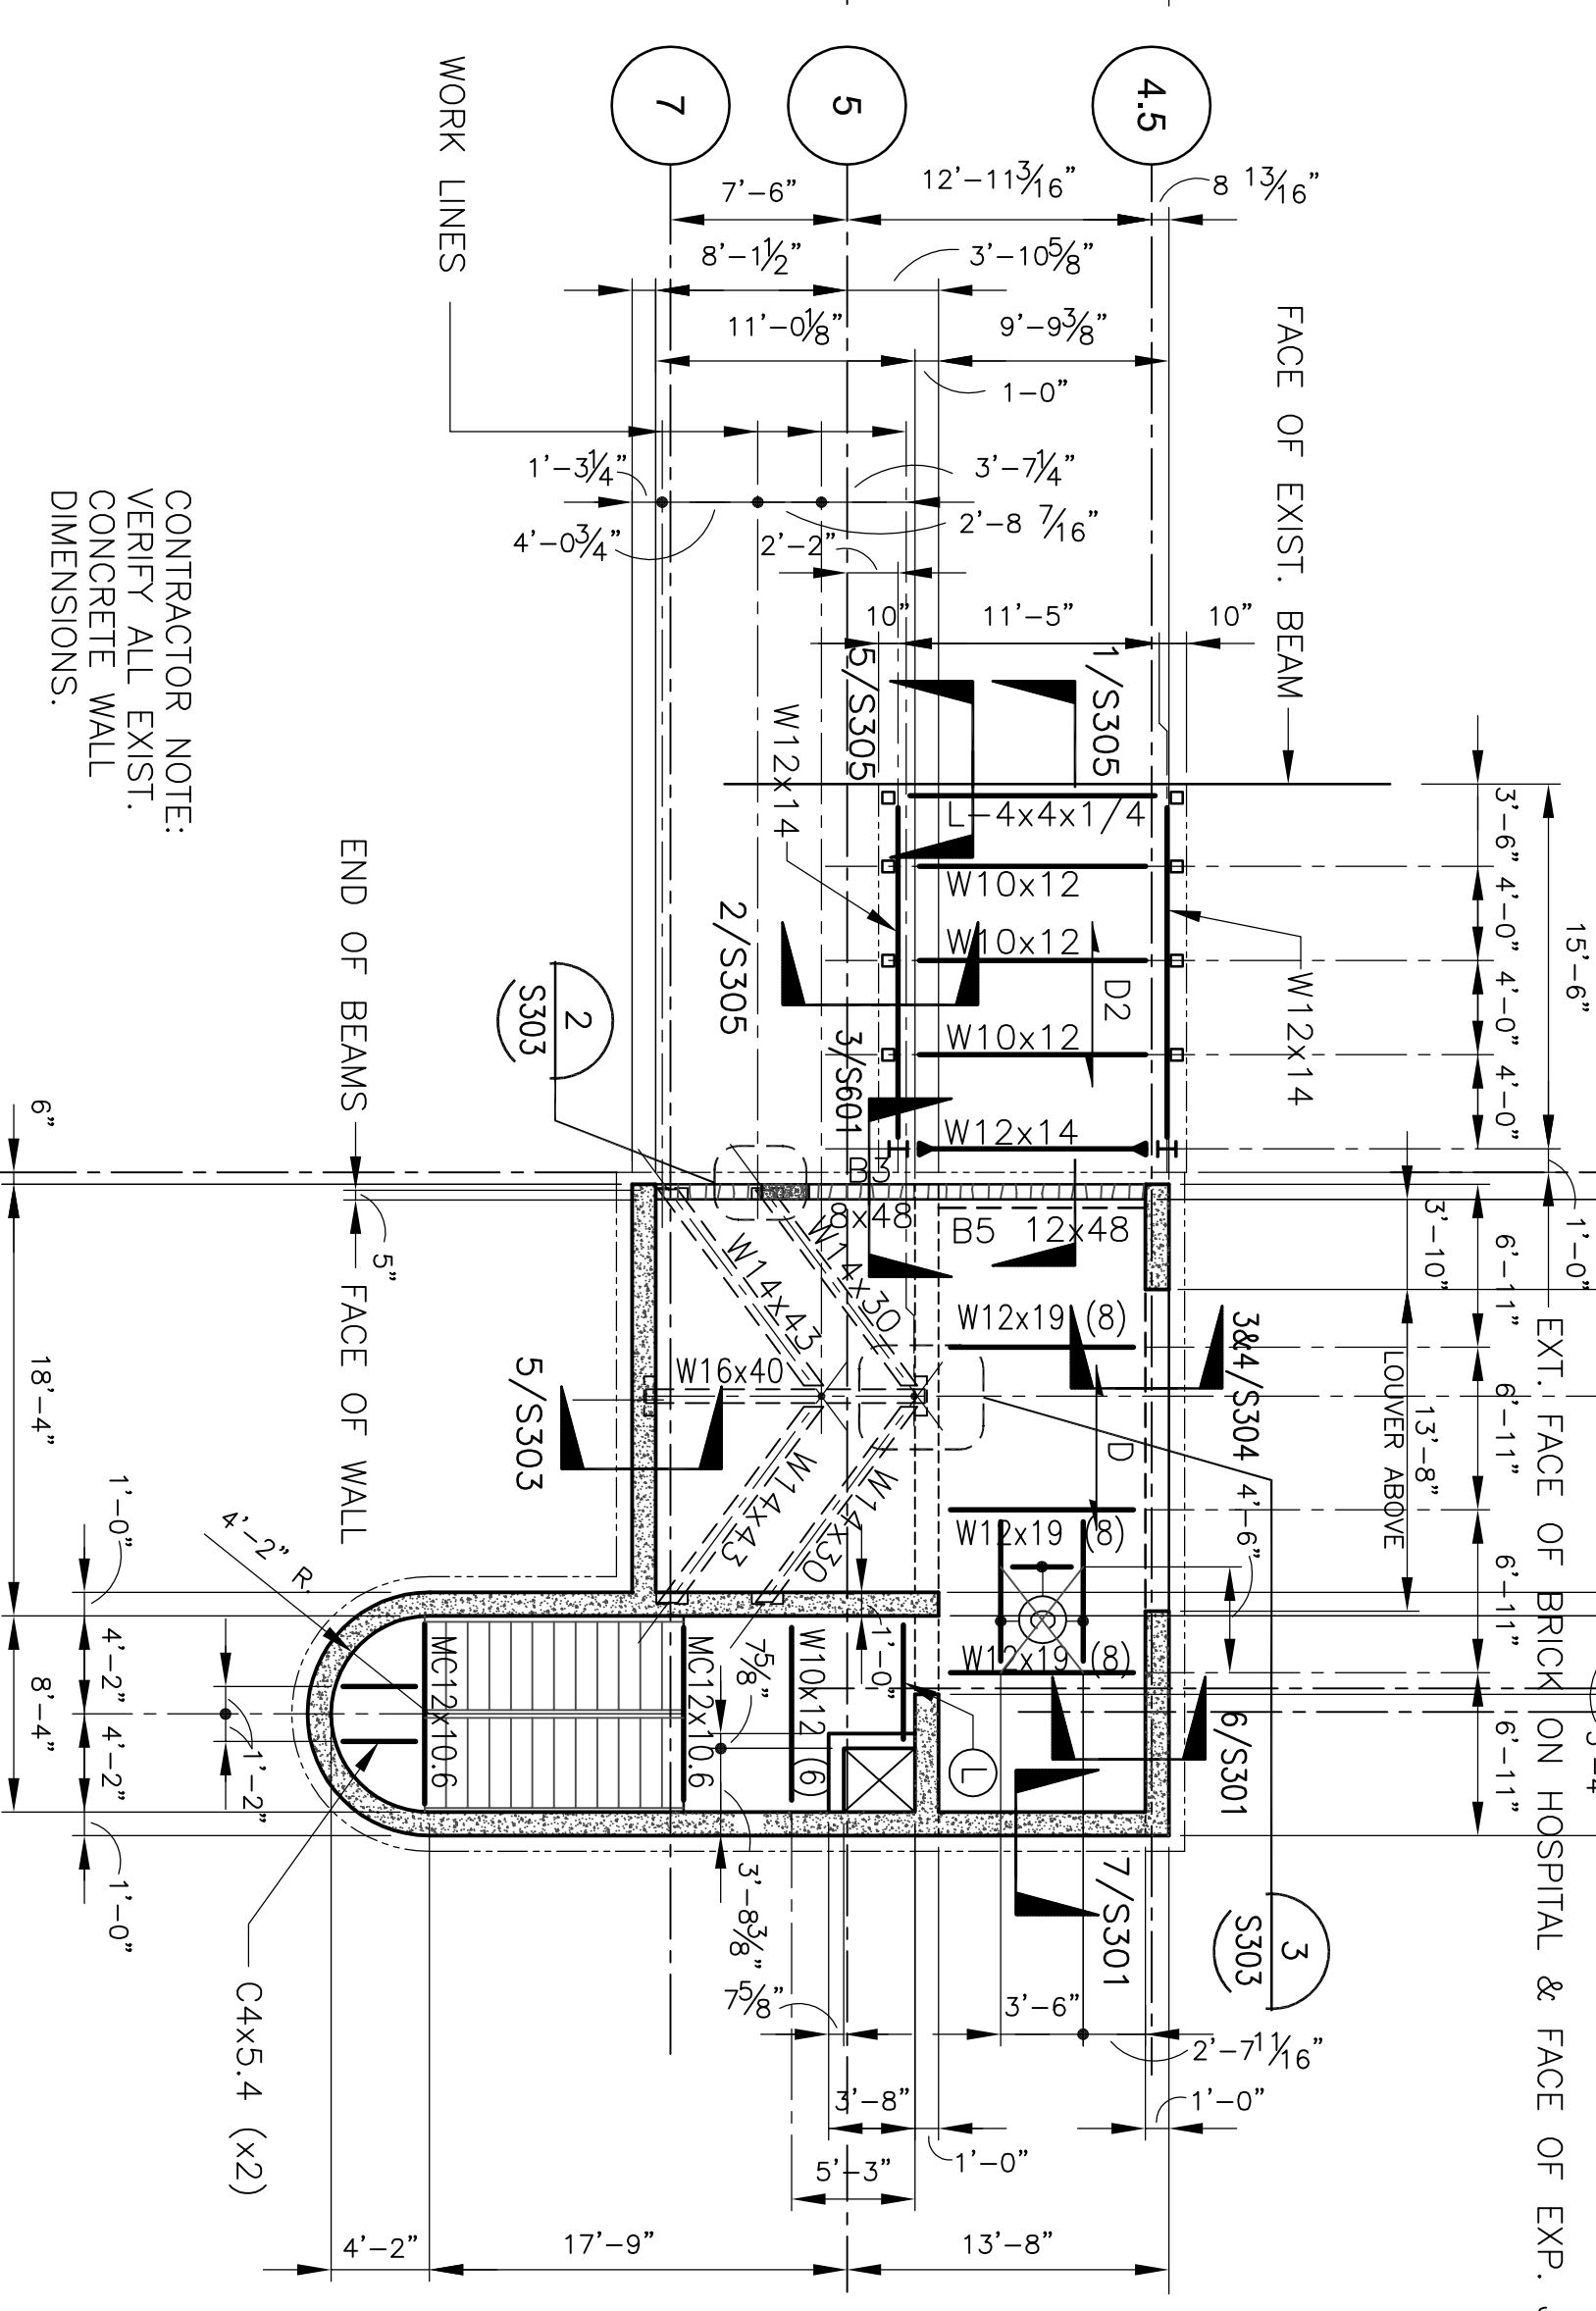 7
5
4.5
WORK LINES
7'-6"
12'-11 3/16"
8 13/16"
8'-1 1/2"
3'-10 5/8"
11'-0 1/8"
9'-9 3/8"
1-0"
1'-3 1/4"
3'-7 1/4"
4'-0 3/4"
2'-8 7/16"
2'-2"
10"
11'-5"
10"
FACE OF EXIST. BEAM
CONTRACTOR NOTE:
VERIFY ALL EXIST.
CONCRETE WALL
DIMENSIONS.
5/S305
1/S305
W12x14
L-4x4x1/4
W10x12
W10x12
W10x12
W12x14
D2
W12x14
2/S305
3/S601
2
S303
3'-6"
4'-0"
4'-0"
4'-0"
15'-6"
1'-0"
END OF BEAMS
FACE OF WALL
6"
5"
B3
8x48
B5
12x48
3'-10"
6'-11"
6'-11"
6'-11"
6'-11"
13'-8"
LOUVER ABOVE
EXT. FACE OF BRICK ON HOSPITAL & FACE OF EXP.
W14x43
W14x30
W16x40
W14x43
W14x30
W12x19 (8)
W12x19 (8)
W12x19 (8)
D
3&4/S304
4'-6"
5/S303
18'-4"
1'-0"
4'-2" R.
4'-2"
4'-2"
8'-4"
1'-2"
1'-0"
MC12x10.6
MC12x10.6
7 5/8"
W10x12 (6)
1'-0"
L
6/S301
7/S301
3
S303
3'-8 3/8"
7 5/8"
3'-6"
2'-7 11/16"
C4x5.4 (x2)
3'-8"
1'-0"
1'-0"
5'-3"
4'-2"
17'-9"
13'-8"